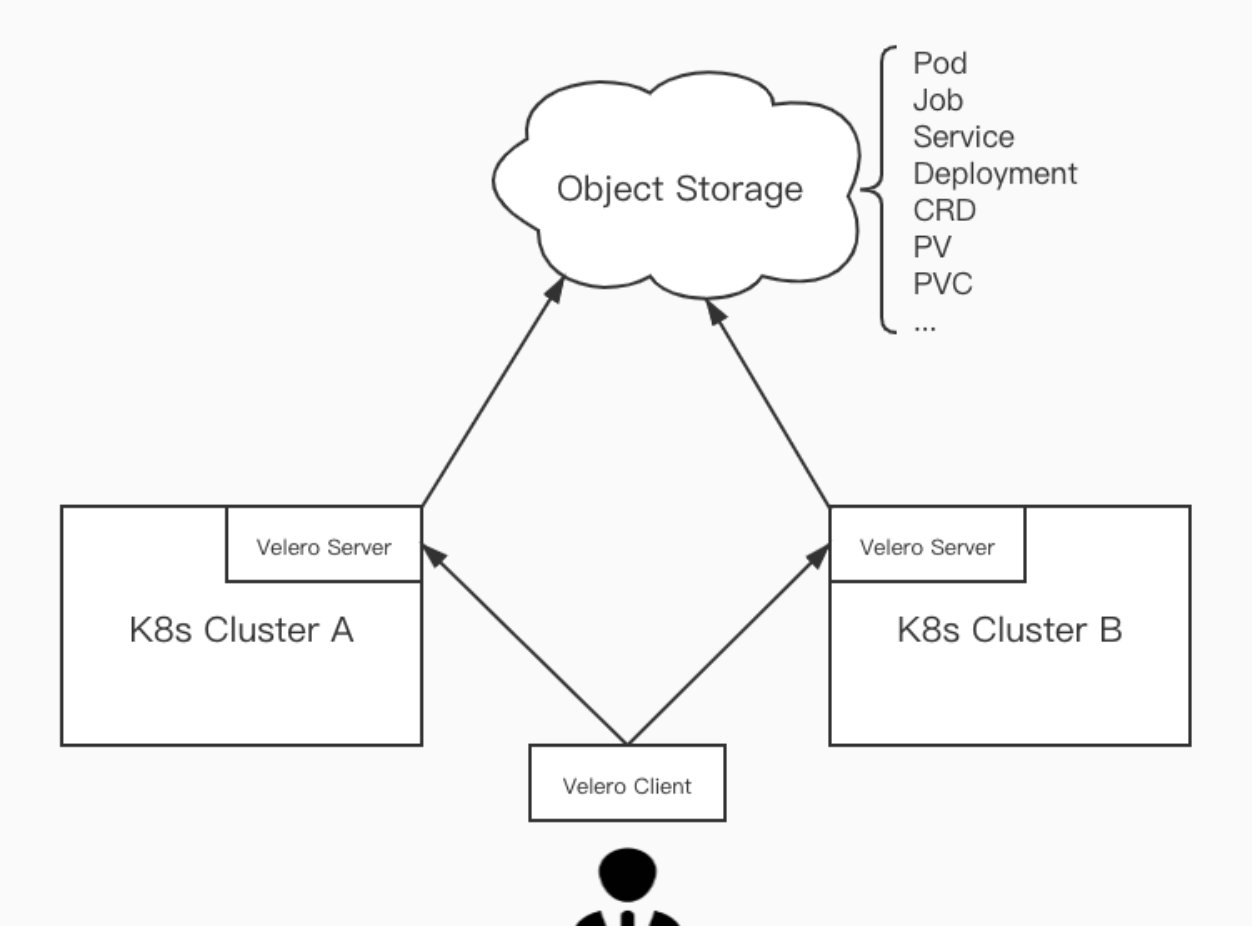 Pod
Job
Service
Deployment
CRD
PV
PVC
...
Object Storage
Velero Server
K8s Cluster A
Velero Server
K8s Cluster B
Velero Client